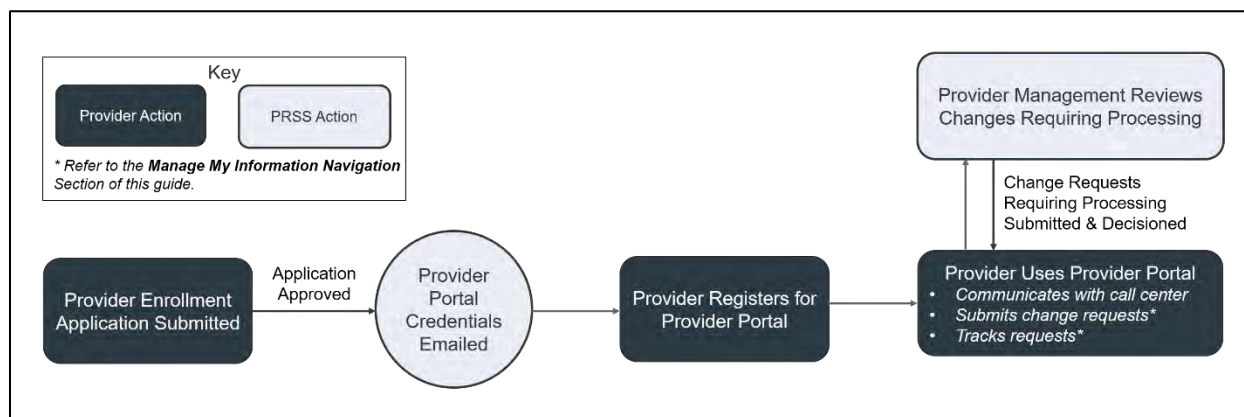 Key
Provider Action
PRSS Action
* Refer to the Manage My Information Navigation
Section of this guide.
Provider Enrollment
Application Submitted
Application
Approved
Provider
Portal
Credentials
Emailed
Provider Registers for
Provider Portal
Provider Management Reviews
Changes Requiring Processing
Change Requests
Requiring Processing
Submitted & Decisioned
Provider Uses Provider Portal
• Communicates with call center
• Submits change requests*
• Tracks requests*